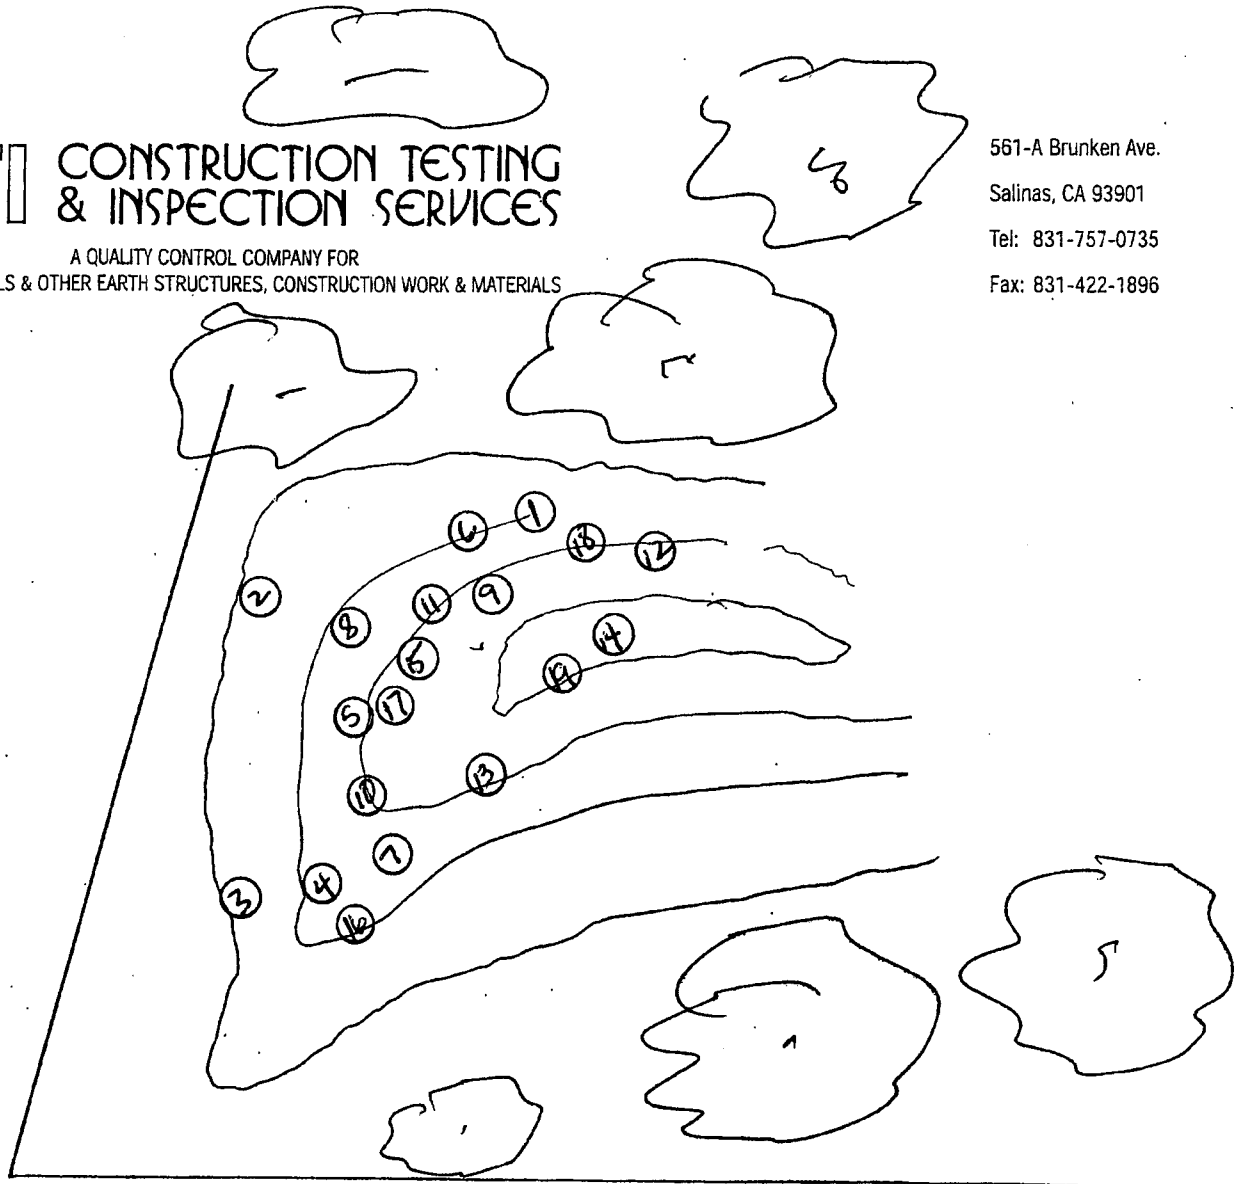 CONSTRUCTION TESTING
& INSPECTION SERVICES
A QUALITY CONTROL COMPANY FOR
LS & OTHER EARTH STRUCTURES, CONSTRUCTION WORK & MATERIALS
561-A Brunken Ave.
Salinas, CA 93901
Tel: 831-757-0735
Fax: 831-422-1896
1
6
18
12
2
11
9
8
14
19
5
17
13
10
7
4
3
16